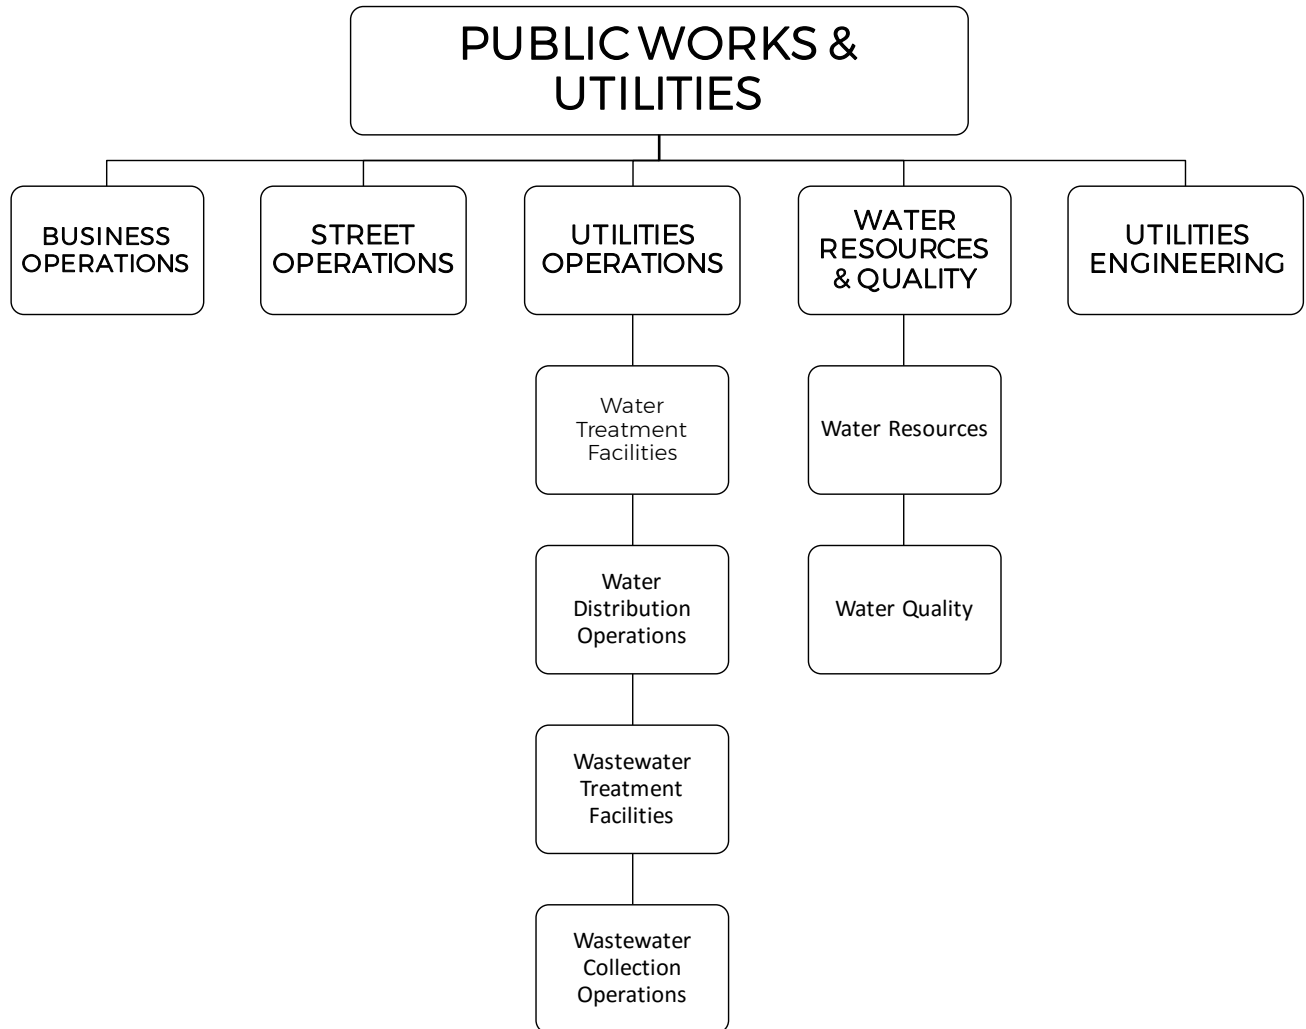 PUBLIC WORKS &
UTILITIES
BUSINESS
OPERATIONS
STREET
OPERATIONS
UTILITIES
OPERATIONS
WATER
RESOURCES
& QUALITY
UTILITIES
ENGINEERING
Water
Treatment
Facilities
Water Resources
Water
Distribution
Operations
Water Quality
Wastewater
Treatment
Facilities
Wastewater
Collection
Operations